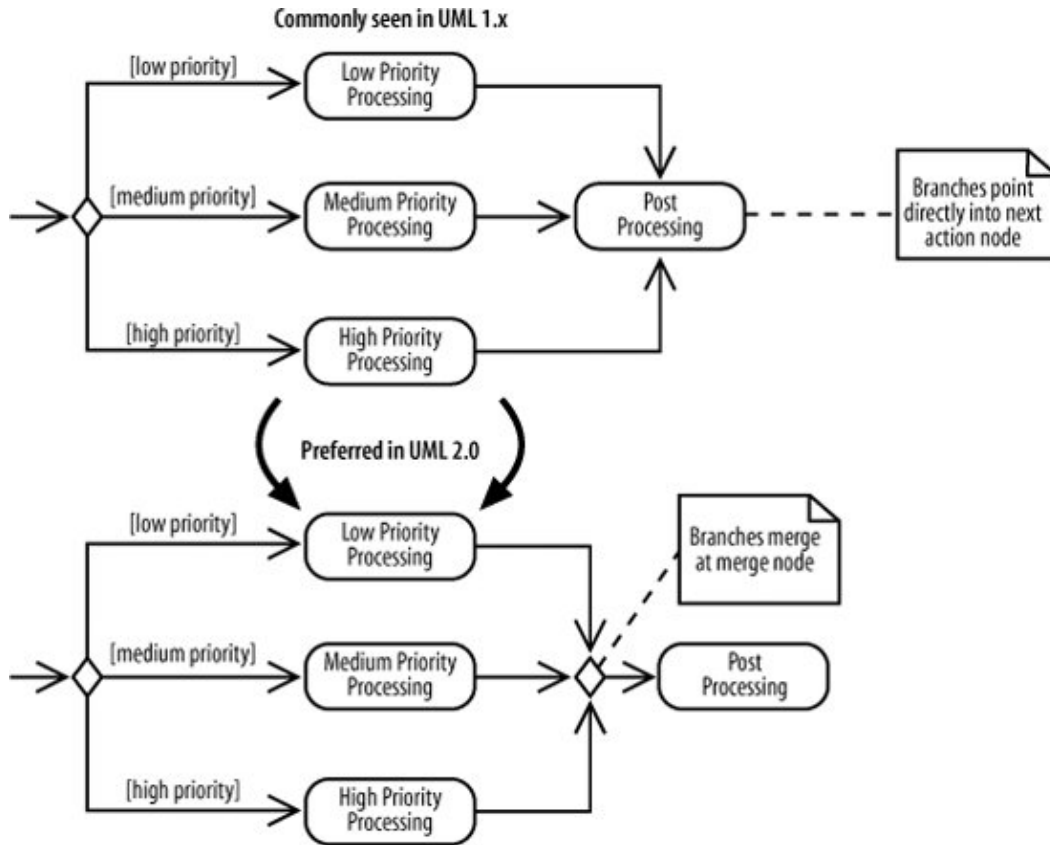 Commonly seen in UML 1.x
[low priority]
Low Priority
Processing
[medium priority]
Medium Priority
Processing
Post
Processing
Branches point
directly into next
action node
[high priority]
High Priority
Processing
Preferred in UML 2.0
[low priority]
Low Priority
Processing
Branches merge
at merge node
[medium priority]
Medium Priority
Processing
Post
Processing
[high priority]
High Priority
Processing